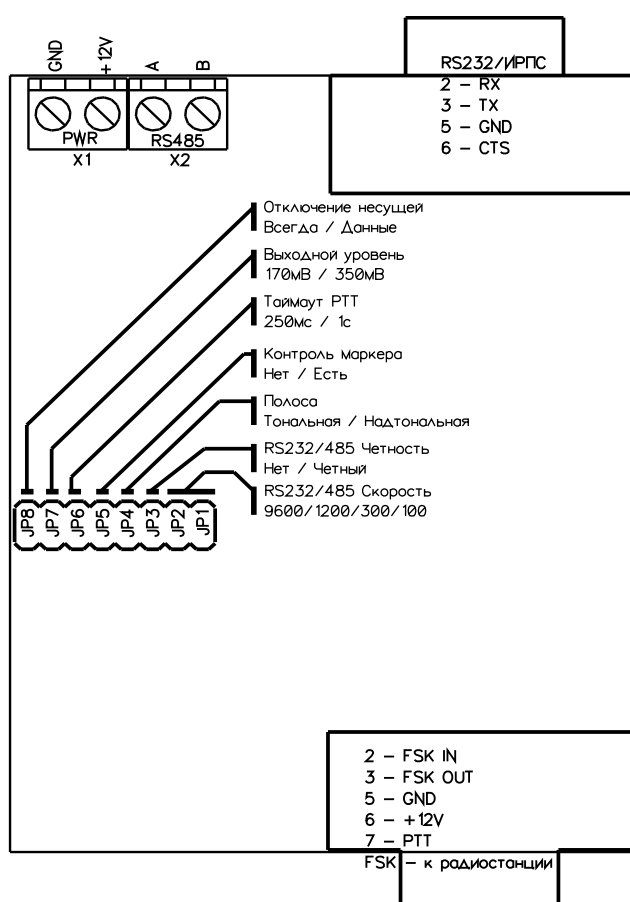 GND
+12V
A
B
PWR
RS485
X1
X2
RS232/ИРПС
2 – RX
3 – TX
5 – GND
6 – CTS
Отключение несущей
Всегда / Данные
Выходной уровень
170мВ / 350мВ
Таймаут PTT
250мс / 1с
Контроль маркера
Нет / Есть
Полоса
Тональная / Надтональная
RS232/485 Четность
Нет / Четный
RS232/485 Скорость
9600/1200/300/100
JP8
JP7
JP6
JP5
JP4
JP3
JP2
JP1
2 – FSK IN
3 – FSK OUT
5 – GND
6 – +12V
7 – PTT
FSK – к радиостанции